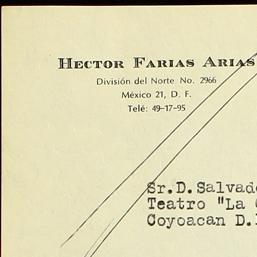 HECTOR FARIAS ARIAS
División del Norte No. 2966
México 21, D. F.
Telé: 49-17-95
Sr.D.Salvad
Teatro "La
Coyoacan D.